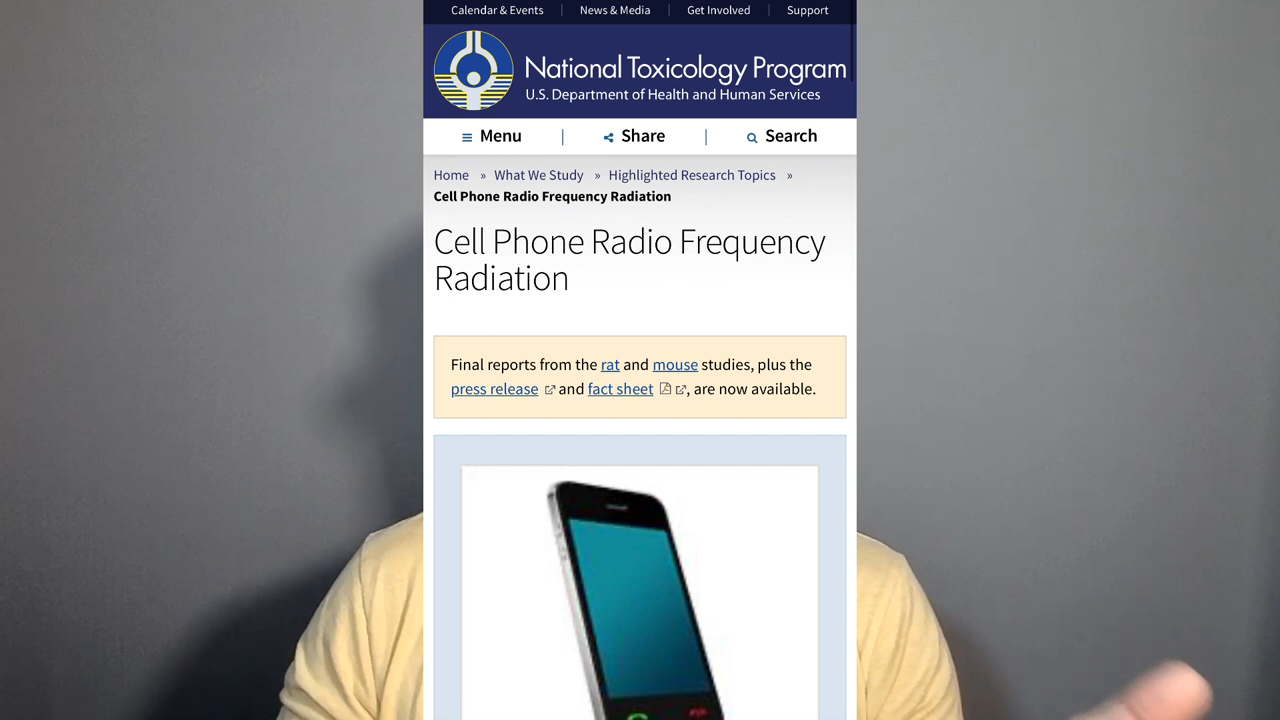 Calendar & Events | News & Media | Get Involved | Support
National Toxicology Program
U.S. Department of Health and Human Services
Menu | Share | Search
Home » What We Study » Highlighted Research Topics »
Cell Phone Radio Frequency Radiation
Cell Phone Radio Frequency
Radiation
Final reports from the rat and mouse studies, plus the
press release and fact sheet , are now available.